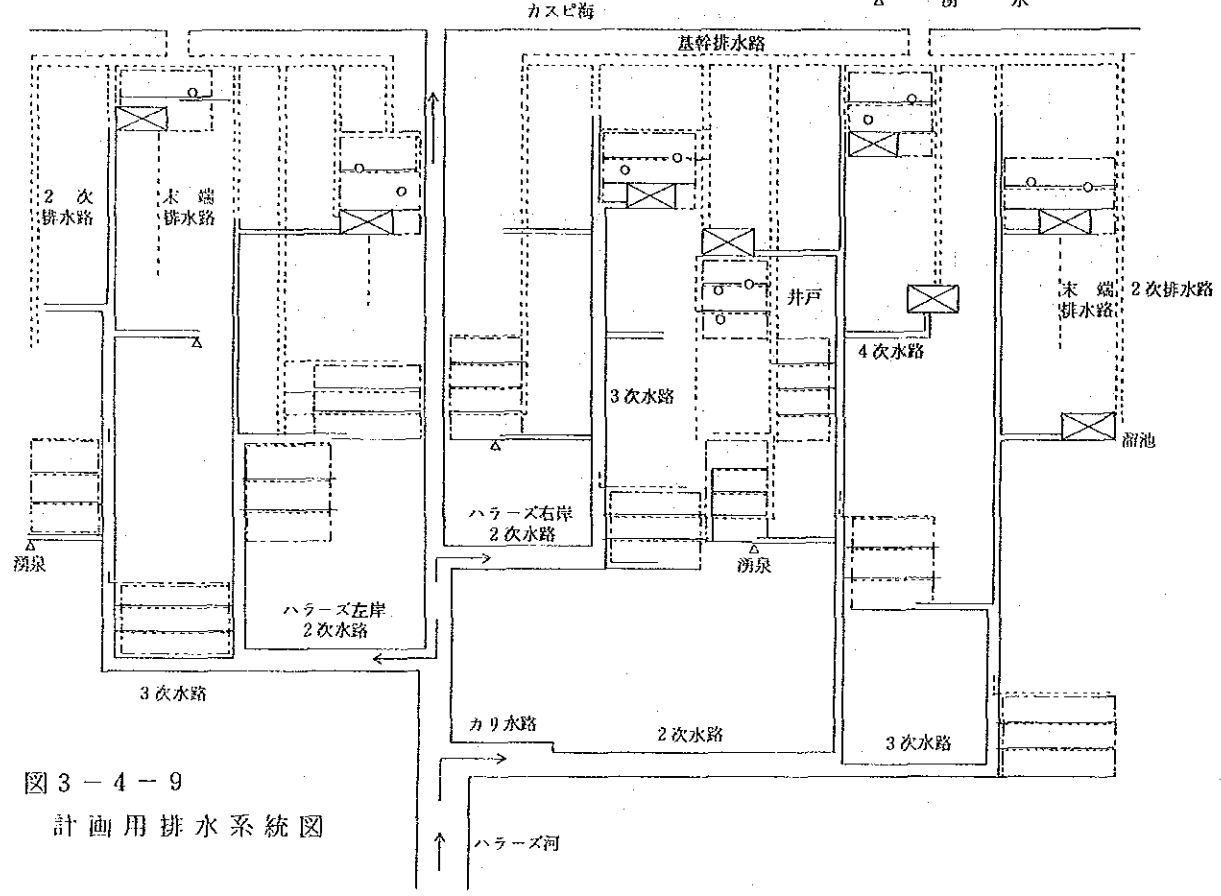 カスピ海
△ 湧 水
基幹排水路
2 次
排水路
末 端
排水路
井戸
末 端
排水路
2次排水路
4次水路
3次水路
溜池
ハラーズ右岸
2次水路
湧泉
湧泉
ハラーズ左岸
2次水路
3次水路
カリ水路
2次水路
3次水路
図3-4-9
計画用排水系統図
ハラーズ河